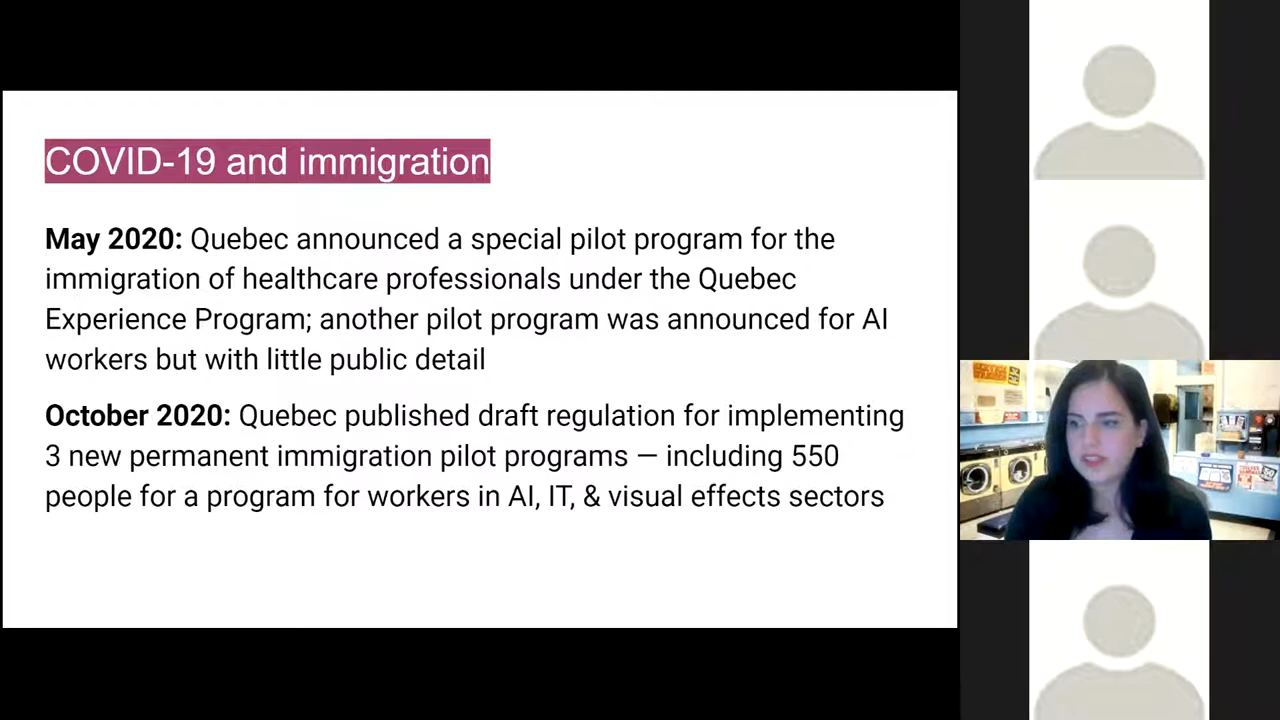 COVID-19 and immigration
May 2020: Quebec announced a special pilot program for the
immigration of healthcare professionals under the Quebec
Experience Program; another pilot program was announced for AI
workers but with little public detail
October 2020: Quebec published draft regulation for implementing
3 new permanent immigration pilot programs — including 550
people for a program for workers in AI, IT, & visual effects sectors